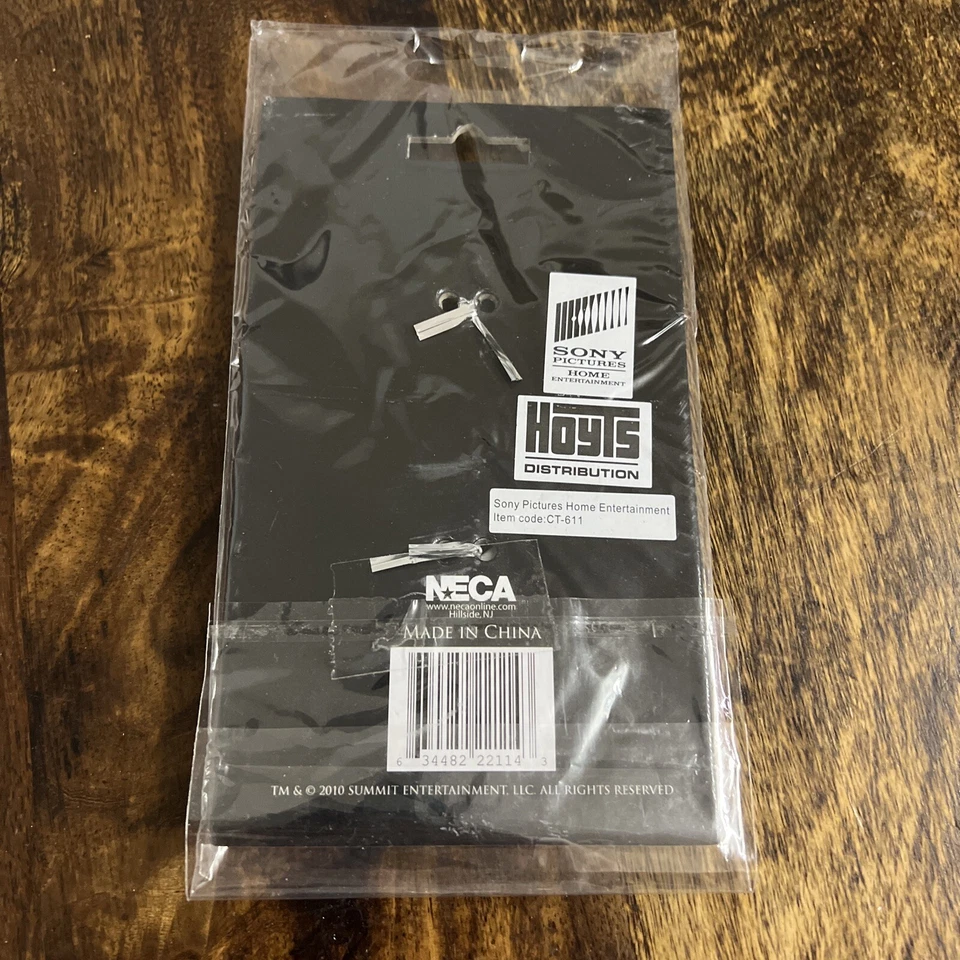 SONY
PICTURES
HOME
ENTERTAINMENT
HOYTS
DISTRIBUTION
Sony Pictures Home Entertainment
Item code:CT-611
NECA
www.necaonline.com
Hillside, NJ
MADE IN CHINA
6 34482 22114 3
TM & © 2010 SUMMIT ENTERTAINMENT, LLC. ALL RIGHTS RESERVED